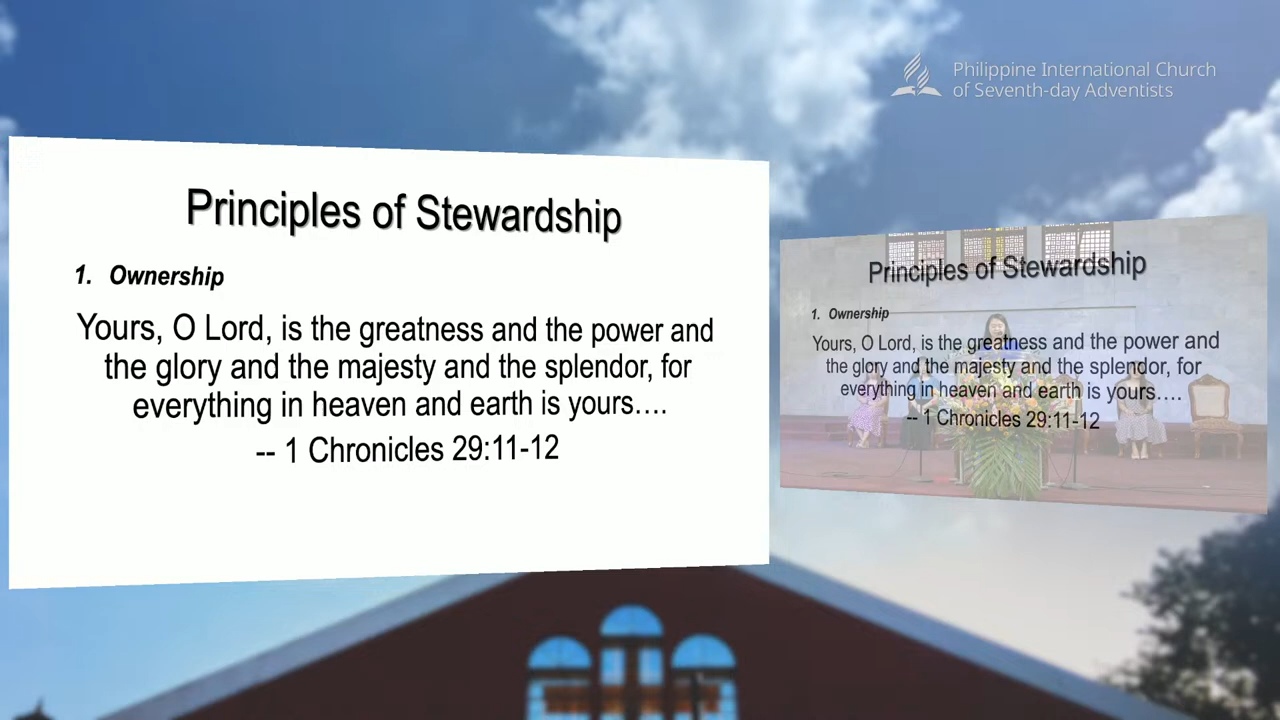 Philippine International Church
of Seventh-day Adventists
Principles of Stewardship
1. Ownership
Yours, O Lord, is the greatness and the power and
the glory and the majesty and the splendor, for
everything in heaven and earth is yours….
-- 1 Chronicles 29:11-12
Principles of Stewardship
1. Ownership
Yours, O Lord, is the greatness and the power and
the glory and the majesty and the splendor, for
everything in heaven and earth is yours….
-- 1 Chronicles 29:11-12